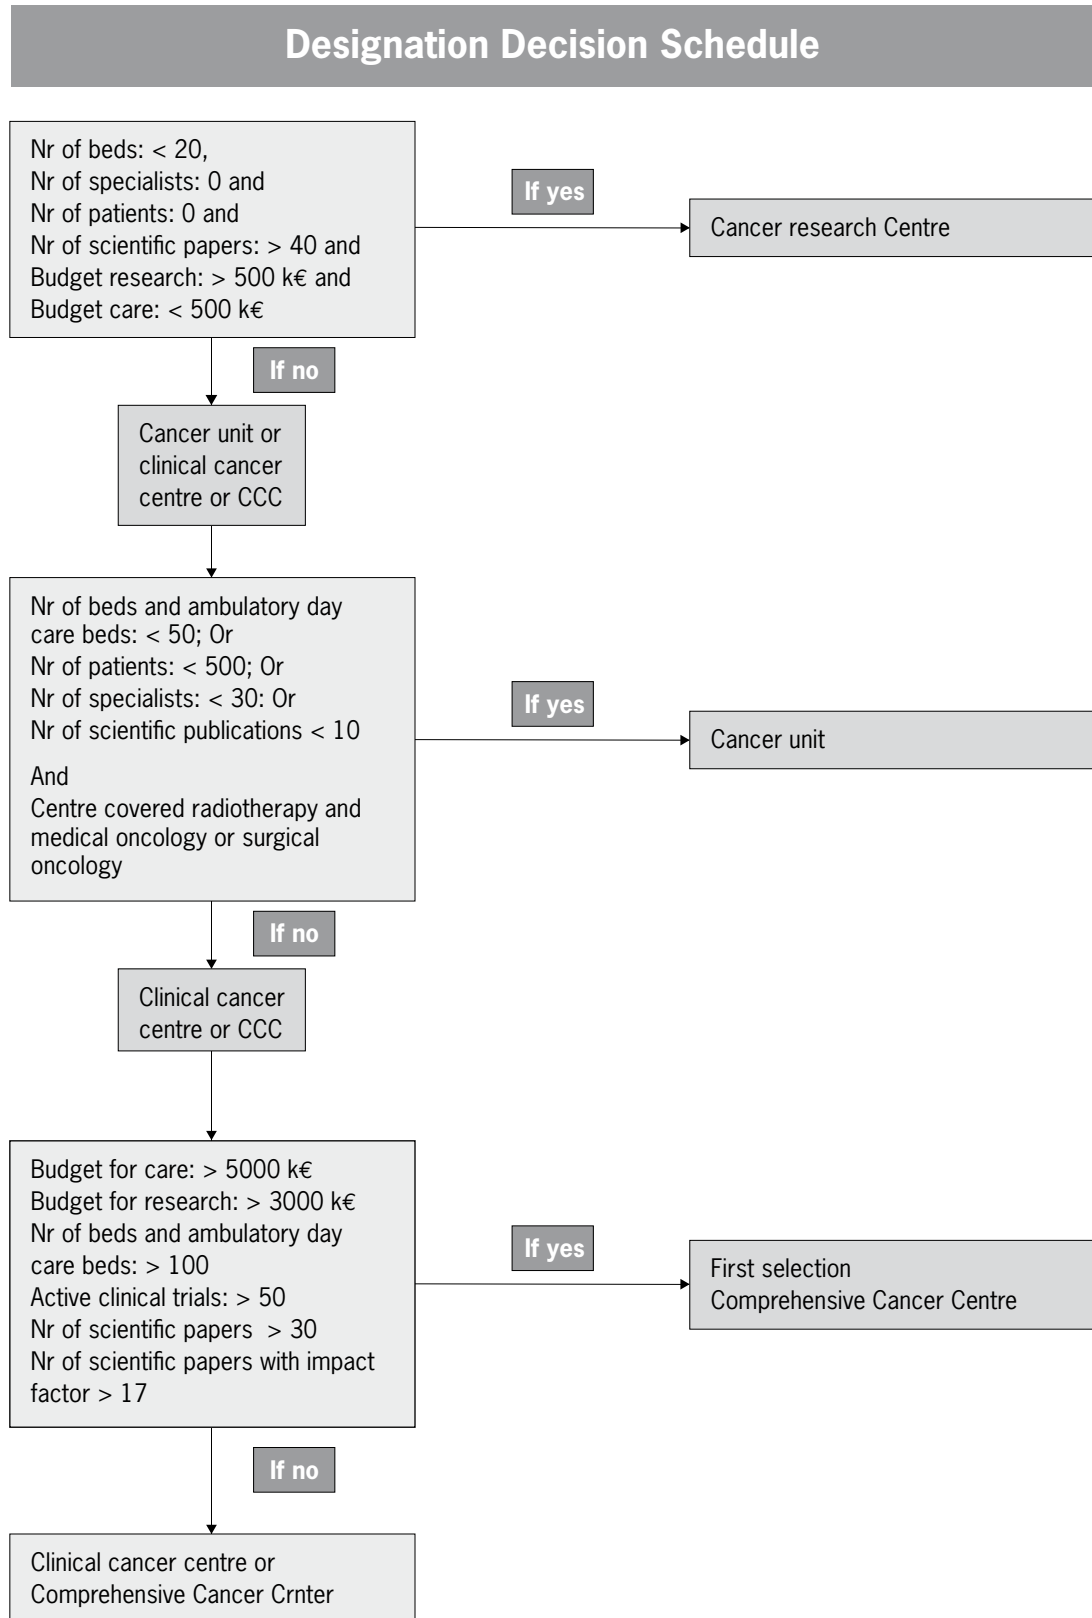 Designation Decision Schedule
Nr of beds: < 20,
Nr of specialists: 0 and
Nr of patients: 0 and
Nr of scientific papers: > 40 and
Budget research: > 500 k€ and
Budget care: < 500 k€
If yes
Cancer research Centre
If no
Cancer unit or
clinical cancer
centre or CCC
Nr of beds and ambulatory day
care beds: < 50; Or
Nr of patients: < 500; Or
Nr of specialists: < 30: Or
Nr of scientific publications < 10
And
Centre covered radiotherapy and
medical oncology or surgical
oncology
If yes
Cancer unit
If no
Clinical cancer
centre or CCC
Budget for care: > 5000 k€
Budget for research: > 3000 k€
Nr of beds and ambulatory day
care beds: > 100
Active clinical trials: > 50
Nr of scientific papers  > 30
Nr of scientific papers with impact
factor > 17
If yes
First selection
Comprehensive Cancer Centre
If no
Clinical cancer centre or
Comprehensive Cancer Crnter